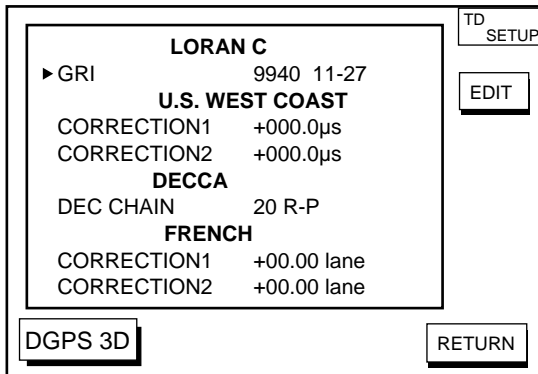 TD
SETUP
LORAN C
▶GRI 9940 11-27
U.S. WEST COAST
CORRECTION1 +000.0µs
CORRECTION2 +000.0µs
DECCA
DEC CHAIN 20 R-P
FRENCH
CORRECTION1 +00.00 lane
CORRECTION2 +00.00 lane
EDIT
DGPS 3D
RETURN